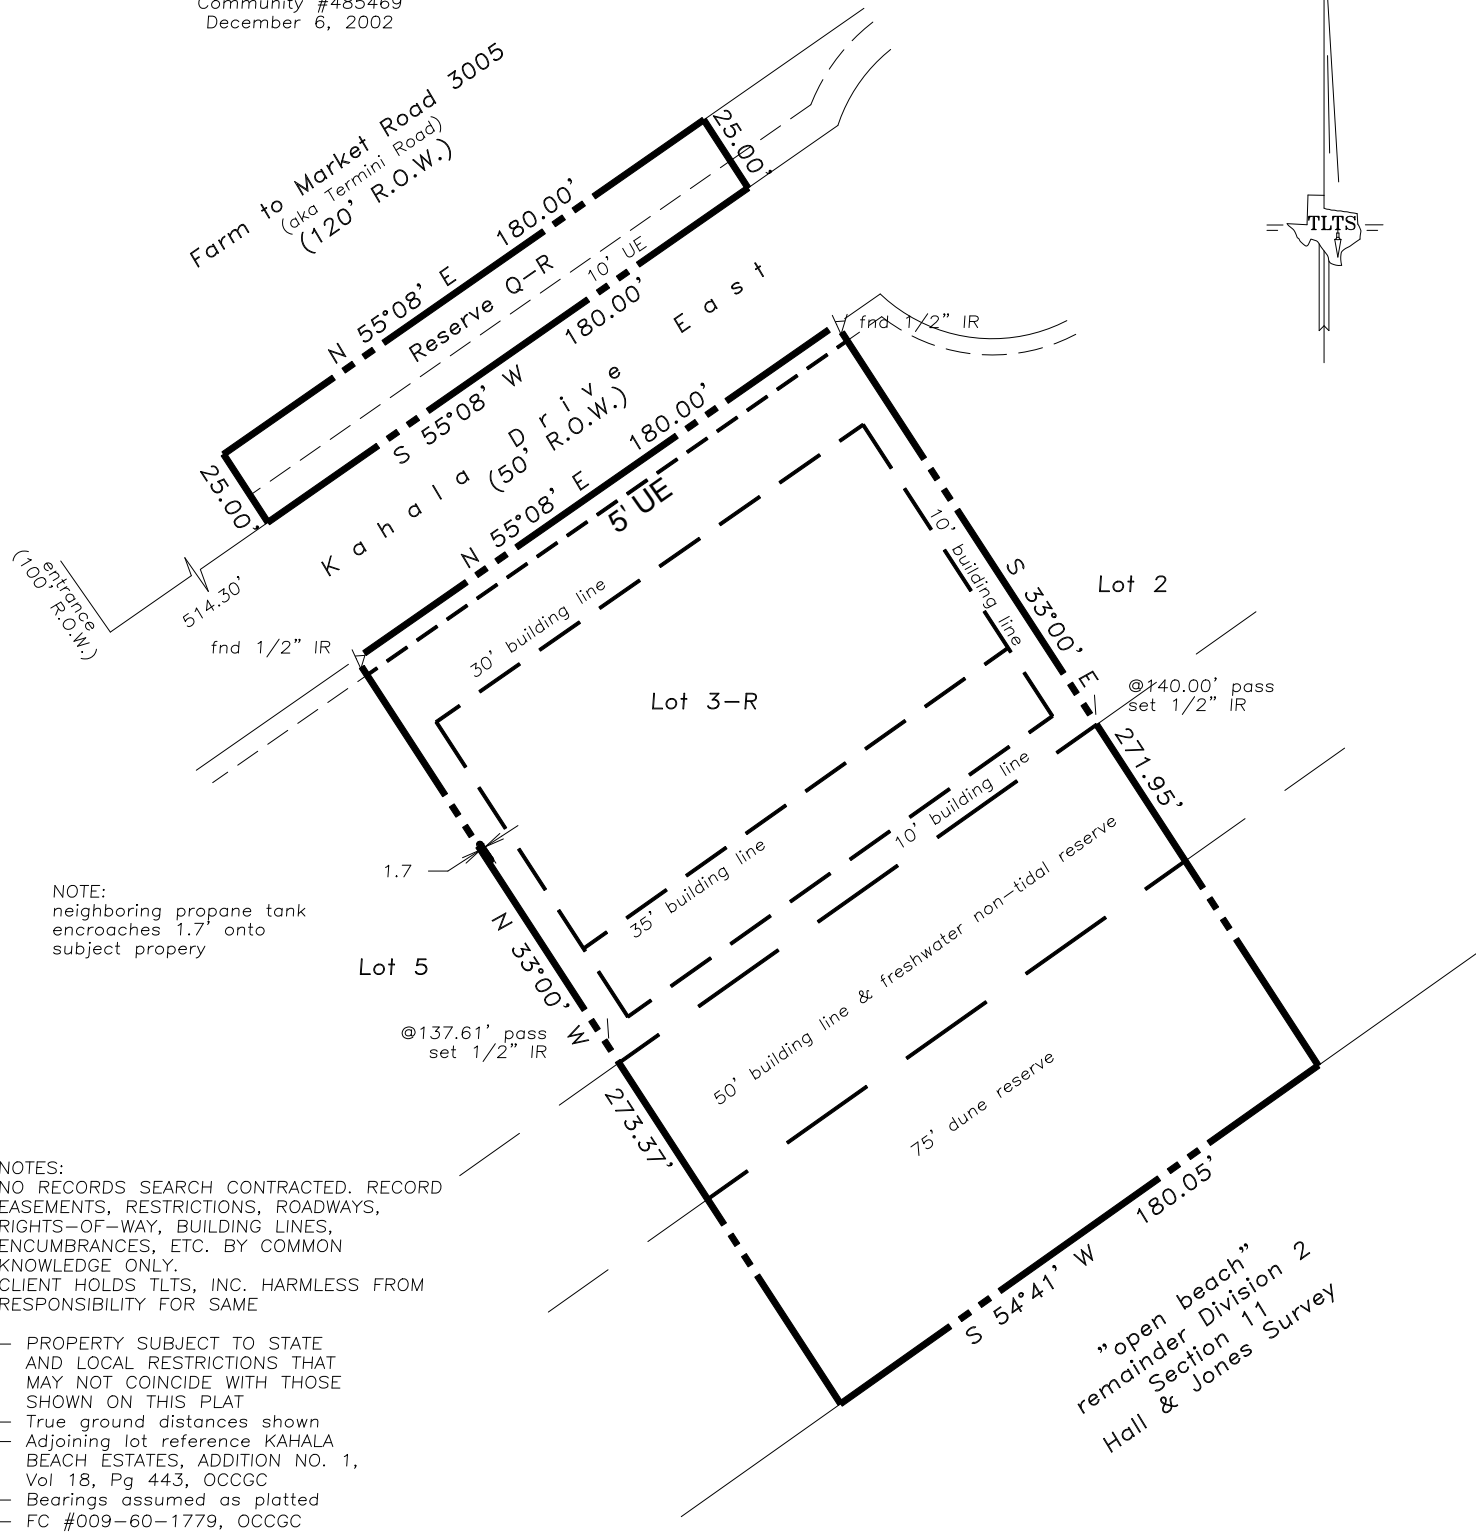 Community #485469
December 6, 2002
Farm to Market Road 3005
(aka Termini Road)
(120' R.O.W.)
25.00'
N 55°08' E 180.00'
Reserve Q-R
10' UE
S 55°08' W 180.00'
25.00'
TLTS
Kahala Drive East
(50' R.O.W.)
fnd 1/2" IR
N 55°08' E 180.00'
5' UE
entrance
(100' R.O.W.)
514.30'
fnd 1/2" IR
30' building line
10' building line
S 33°00' E
Lot 2
Lot 3-R
@140.00' pass
set 1/2" IR
271.95'
10' building line
35' building line
1.7
NOTE:
neighboring propane tank
encroaches 1.7' onto
subject propery
N 33°00' W
Lot 5
50' building line & freshwater non-tidal reserve
@137.61' pass
set 1/2" IR
273.37'
75' dune reserve
S 54°41' W 180.05'
"open beach"
remainder Division 2
Section 11
Hall & Jones Survey
NOTES:
NO RECORDS SEARCH CONTRACTED. RECORD
EASEMENTS, RESTRICTIONS, ROADWAYS,
RIGHTS-OF-WAY, BUILDING LINES,
ENCUMBRANCES, ETC. BY COMMON
KNOWLEDGE ONLY.
CLIENT HOLDS TLTS, INC. HARMLESS FROM
RESPONSIBILITY FOR SAME
- PROPERTY SUBJECT TO STATE
AND LOCAL RESTRICTIONS THAT
MAY NOT COINCIDE WITH THOSE
SHOWN ON THIS PLAT
- True ground distances shown
- Adjoining lot reference KAHALA
BEACH ESTATES, ADDITION NO. 1,
Vol 18, Pg 443, OCCGC
- Bearings assumed as platted
- FC #009-60-1779, OCCGC